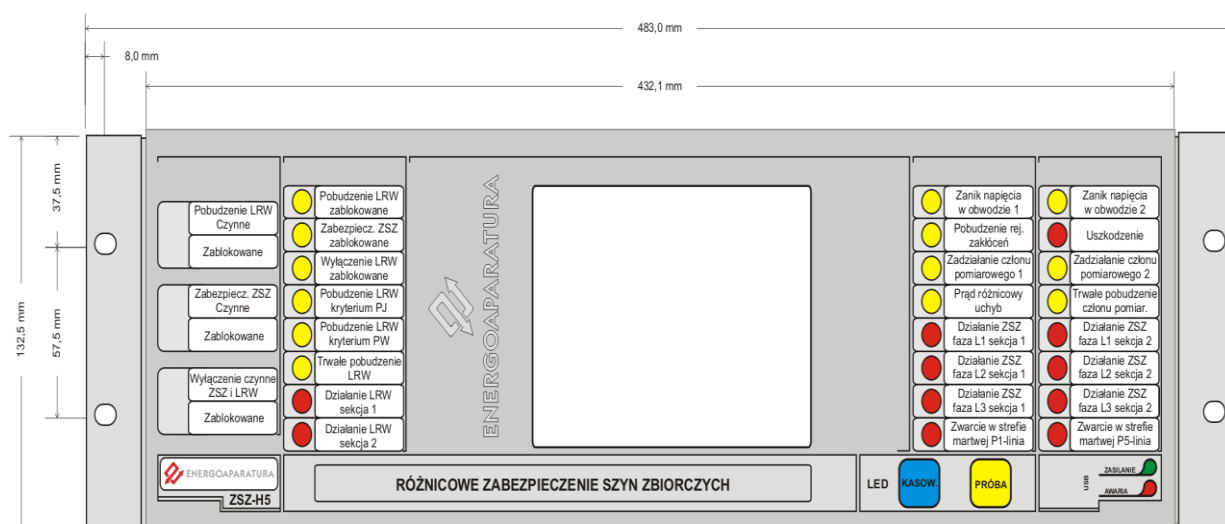 483,0 mm
8,0 mm
432,1 mm
37,5 mm
132,5 mm
57,5 mm
Pobudzenie LRW
Czynne
Zablokowane
Zabezpiecz. ZSZ
Czynne
Zablokowane
Wyłączenie czynne
ZSZ i LRW
Zablokowane
Pobudzenie LRW
zablokowane
Zabezpiecz. ZSZ
zablokowane
Wyłączenie LRW
zablokowane
Pobudzenie LRW
kryterium PJ
Pobudzenie LRW
kryterium PW
Trwałe pobudzenie
LRW
Działanie LRW
sekcja 1
Działanie LRW
sekcja 2
ENERGOAPARATURA
Zanik napięcia
w obwodzie 1
Pobudzenie rej.
zakłóceń
Zadziałanie członu
pomiarowego 1
Prąd różnicowy
uchyb
Działanie ZSZ
faza L1 sekcja 1
Działanie ZSZ
faza L2 sekcja 1
Działanie ZSZ
faza L3 sekcja 1
Zwarcie w strefie
martwej P1-linia
Zanik napięcia
w obwodzie 2
Uszkodzenie
Zadziałanie członu
pomiarowego 2
Trwałe pobudzenie
członu pomiar.
Działanie ZSZ
faza L1 sekcja 2
Działanie ZSZ
faza L2 sekcja 2
Działanie ZSZ
faza L3 sekcja 2
Zwarcie w strefie
martwej P5-linia
ENERGOAPARATURA
ZSZ-H5
RÓŻNICOWE ZABEZPIECZENIE SZYN ZBIORCZYCH
LED
KASOW.
PRÓBA
USB
ZASILANIE
AWARIA